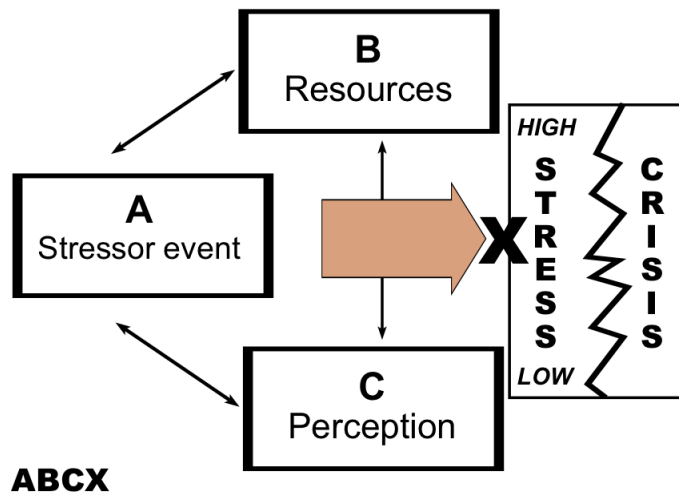 B
Resources
A
Stressor event
C
Perception
X
HIGH
STRESS
LOW
CRISIS
ABCX